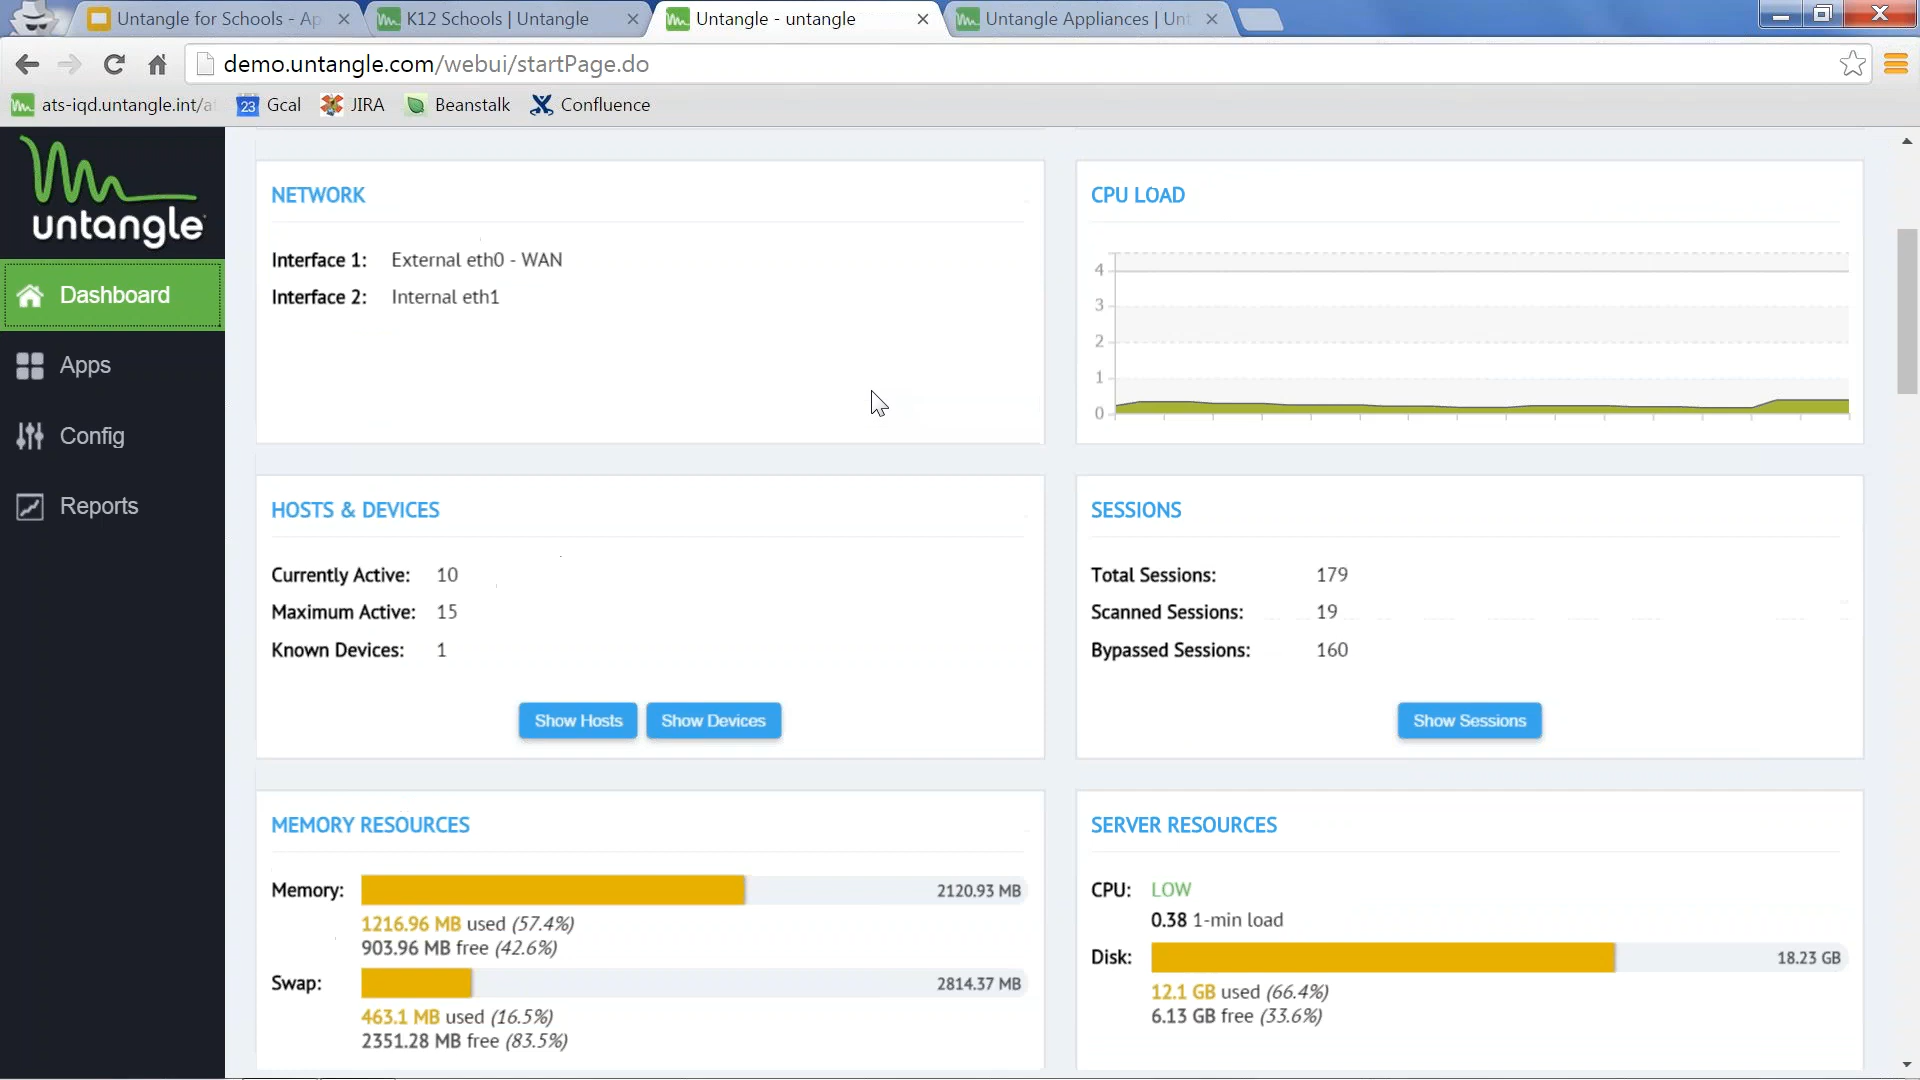 Untangle for Schools - Ap
K12 Schools | Untangle
Untangle - untangle
Untangle Appliances | Unt
demo.untangle.com/webui/startPage.do
ats-iqd.untangle.int/a
23 Gcal
JIRA
Beanstalk
Confluence
untangle
Dashboard
Apps
Config
Reports
NETWORK
Interface 1: External eth0 - WAN
Interface 2: Internal eth1
CPU LOAD
4
3
2
1
0
HOSTS & DEVICES
Currently Active: 10
Maximum Active: 15
Known Devices: 1
Show Hosts Show Devices
SESSIONS
Total Sessions: 179
Scanned Sessions: 19
Bypassed Sessions: 160
Show Sessions
MEMORY RESOURCES
Memory: 2120.93 MB
1216.96 MB used (57.4%)
903.96 MB free (42.6%)
Swap: 2814.37 MB
463.1 MB used (16.5%)
2351.28 MB free (83.5%)
SERVER RESOURCES
CPU: LOW
0.38 1-min load
Disk: 18.23 GB
12.1 GB used (66.4%)
6.13 GB free (33.6%)